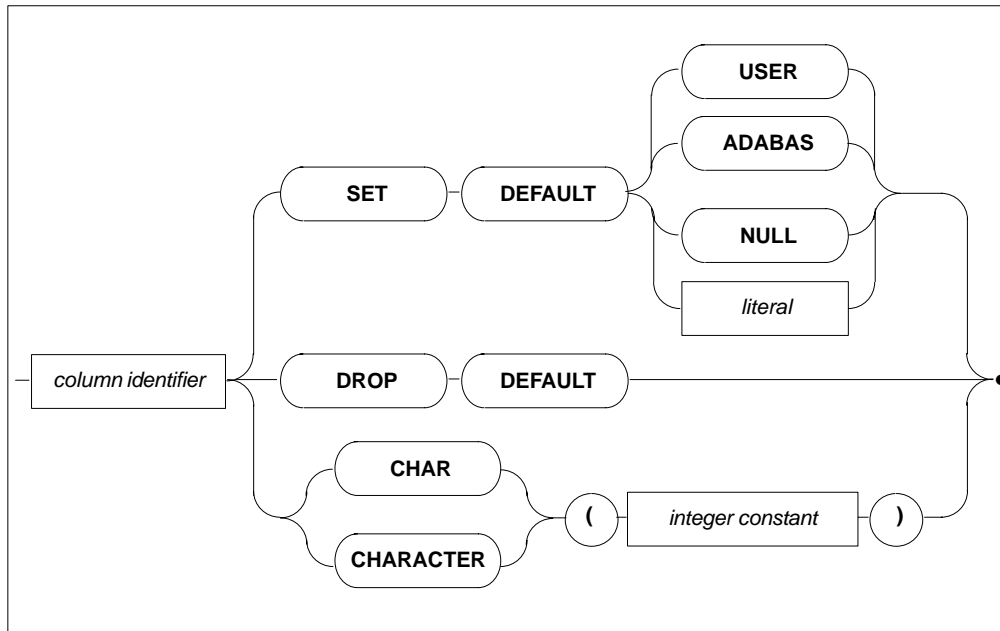 USER
ADABAS
SET DEFAULT
NULL
literal
column identifier DROP DEFAULT
CHAR
( integer constant )
CHARACTER